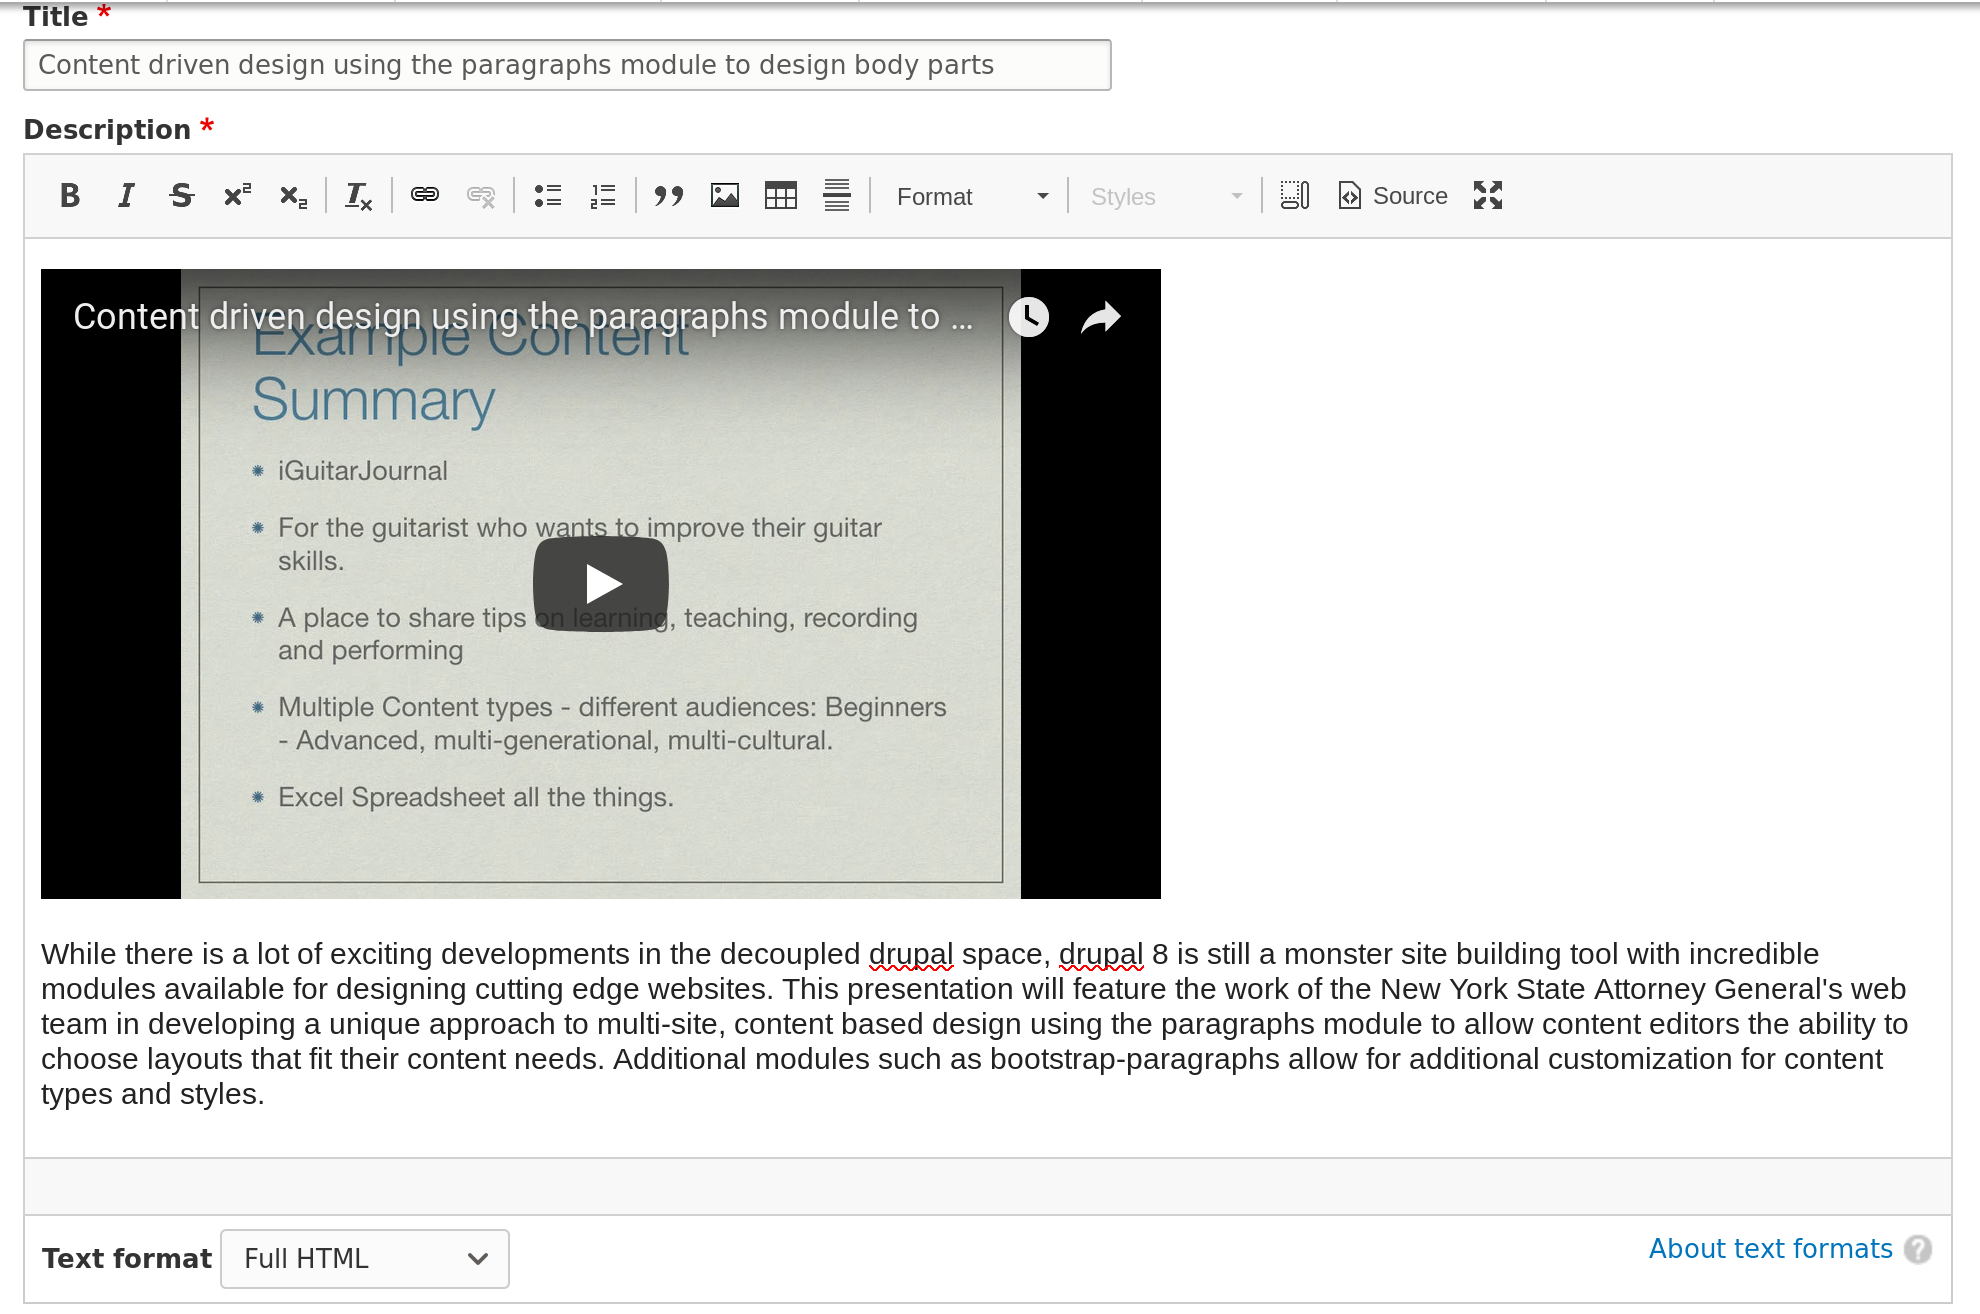 Title *
Content driven design using the paragraphs module to design body parts
Description *
B I S x² x₂ Tx Format Styles Source
Content driven design using the paragraphs module to ...
Example Content
Summary
iGuitarJournal
For the guitarist who wants to improve their guitar
skills.
A place to share tips on learning, teaching, recording
and performing
Multiple Content types - different audiences: Beginners
- Advanced, multi-generational, multi-cultural.
Excel Spreadsheet all the things.
While there is a lot of exciting developments in the decoupled drupal space, drupal 8 is still a monster site building tool with incredible
modules available for designing cutting edge websites. This presentation will feature the work of the New York State Attorney General's web
team in developing a unique approach to multi-site, content based design using the paragraphs module to allow content editors the ability to
choose layouts that fit their content needs. Additional modules such as bootstrap-paragraphs allow for additional customization for content
types and styles.
Text format Full HTML
About text formats ?